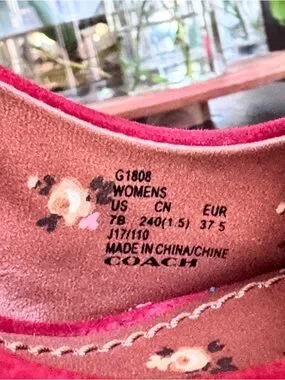 G1808
WOMENS
US CN EUR
7B 240(1.5) 37 5
J17/110
MADE IN CHINA/CHINE
COACH